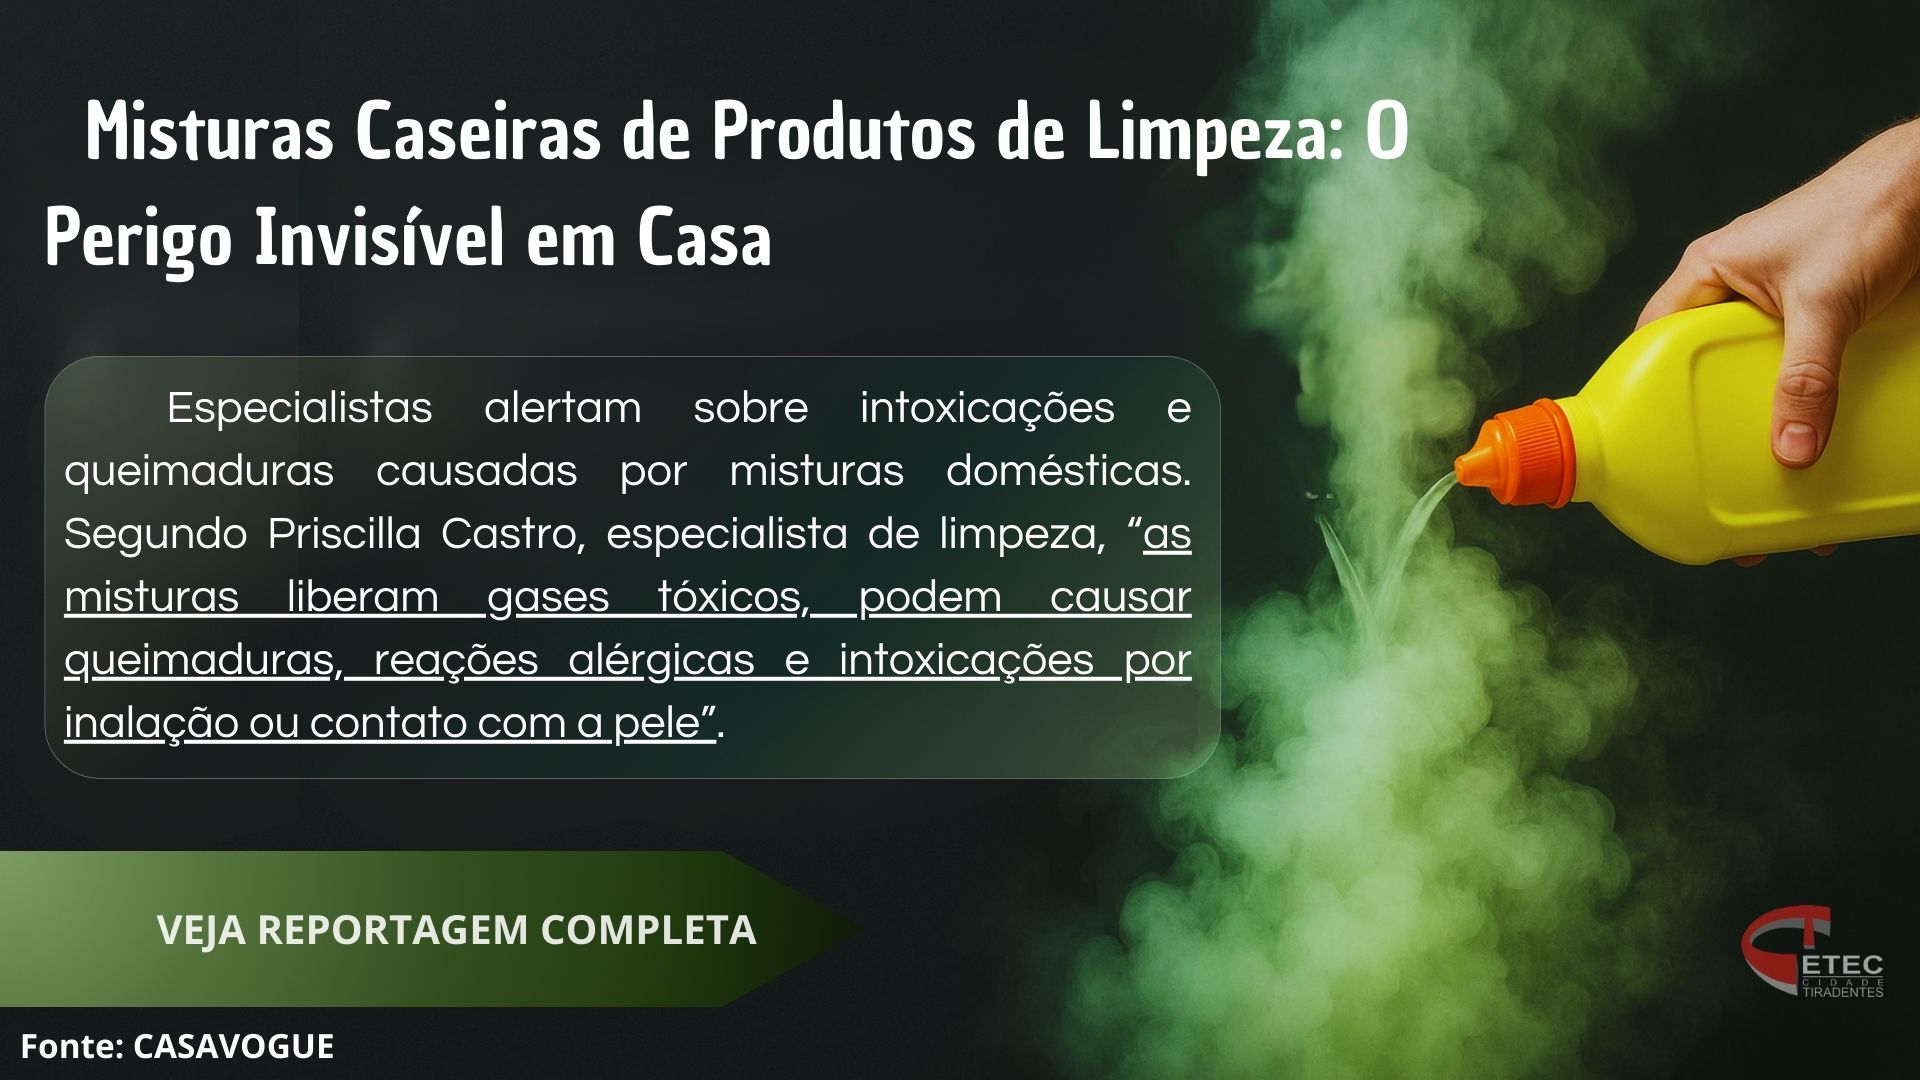 Misturas Caseiras de Produtos de Limpeza: O
Perigo Invisível em Casa
Especialistas alertam sobre intoxicações e
queimaduras causadas por misturas domésticas.
Segundo Priscilla Castro, especialista de limpeza, “as
misturas liberam gases tóxicos, podem causar
queimaduras, reações alérgicas e intoxicações por
inalação ou contato com a pele”.
VEJA REPORTAGEM COMPLETA
ETEC
CIDADE
TIRADENTES
Fonte: CASAVOGUE